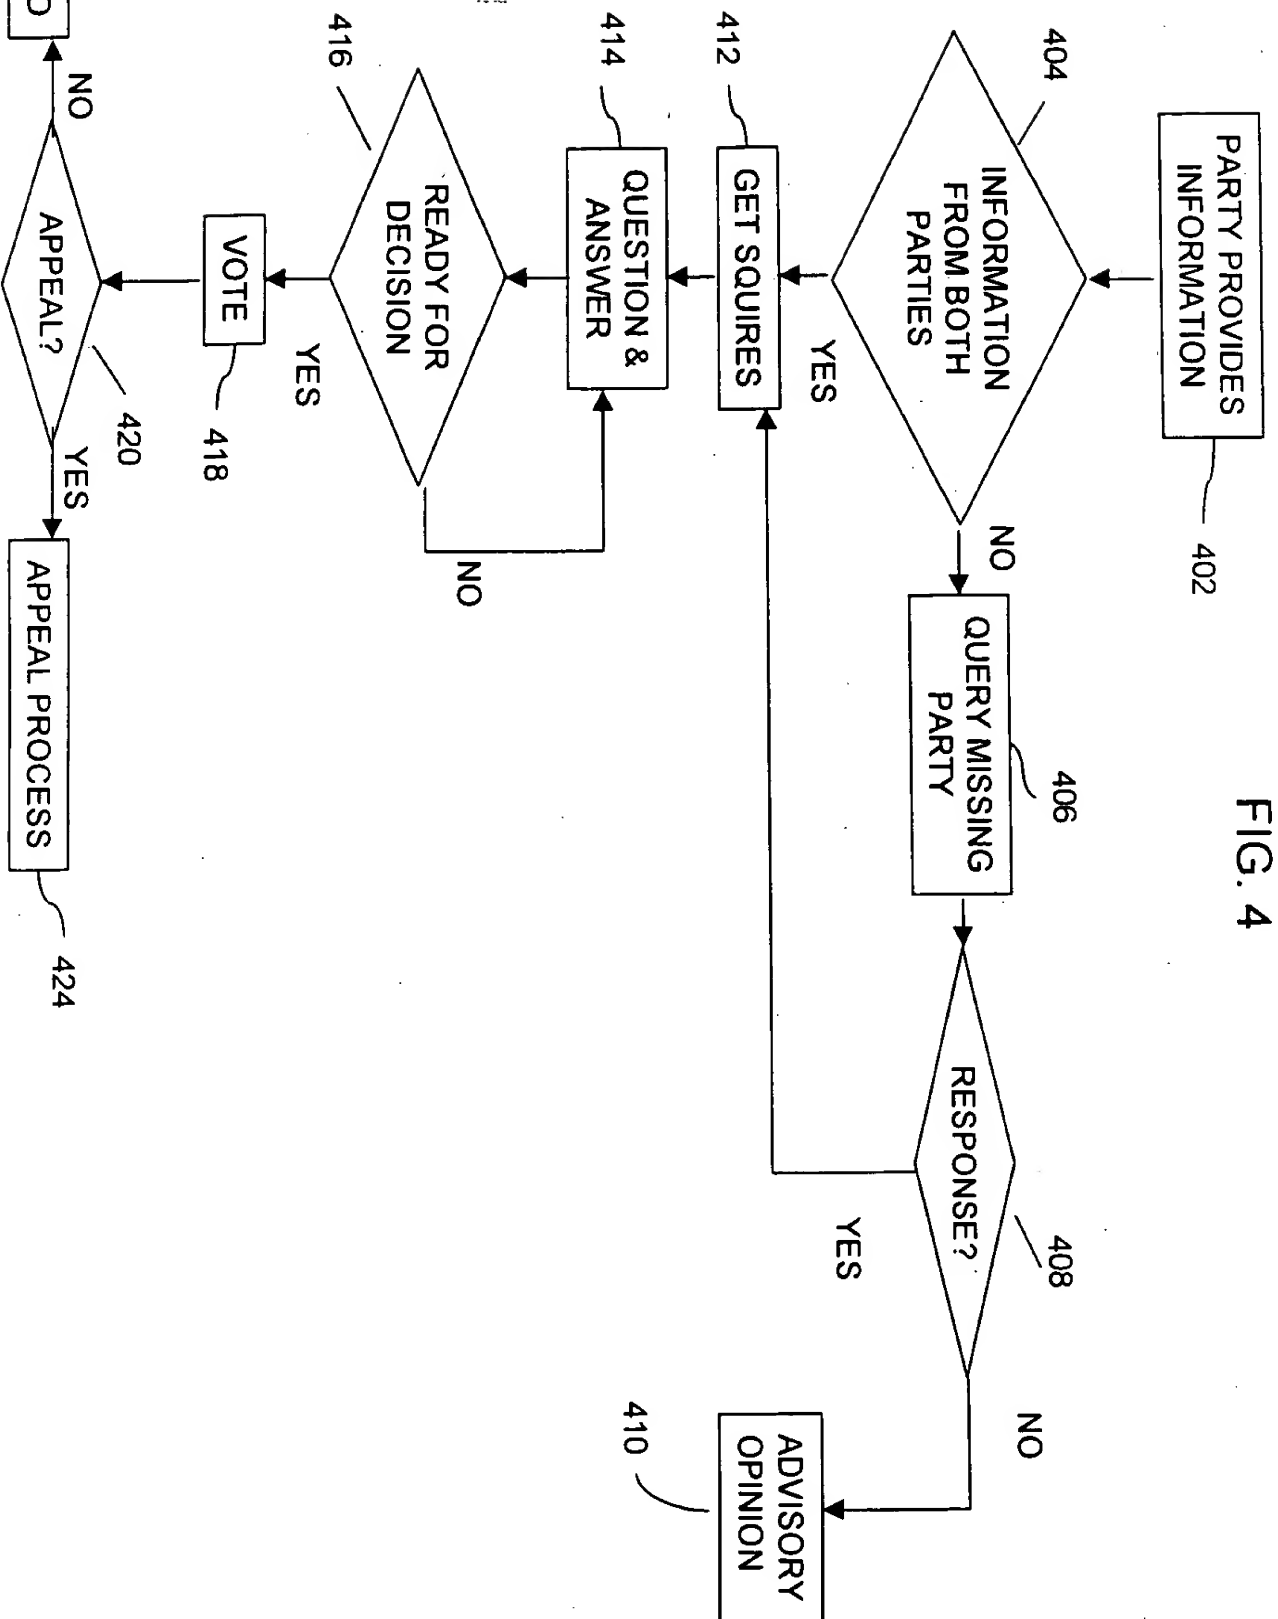 FIG. 4
PARTY PROVIDES
INFORMATION
402
404
INFORMATION
FROM BOTH
PARTIES
NO
QUERY MISSING
PARTY
406
RESPONSE?
408
NO
YES
YES
ADVISORY
OPINION
410
412
GET SQUIRES
414
QUESTION &
ANSWER
416
READY FOR
DECISION
NO
YES
VOTE
418
420
NO
APPEAL?
YES
APPEAL PROCESS
424